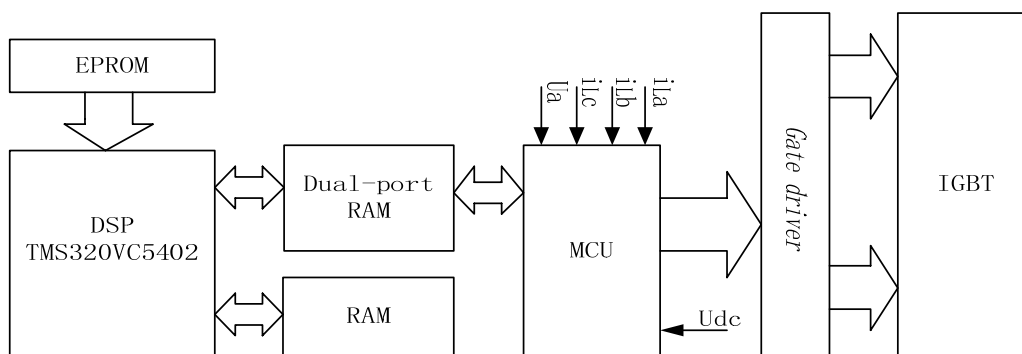 EPROM
DSP
TMS320VC5402
Dual-port
RAM
RAM
Ua
iLc
iLb
iLa
MCU
Udc
Gate driver
IGBT